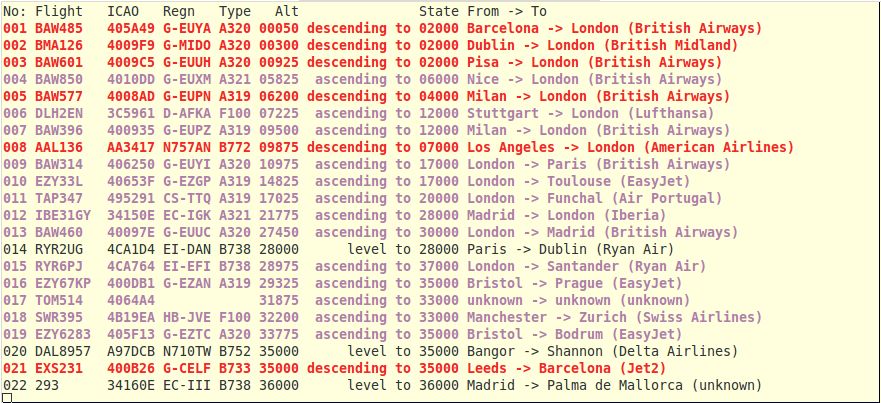 No: Flight   ICAO   Regn   Type   Alt               State From -> To
001 BAW485   405A49 G-EUYA A320 00050 descending to 02000 Barcelona -> London (British Airways)
002 BMA126   4009F9 G-MIDO A320 00300 descending to 02000 Dublin -> London (British Midland)
003 BAW601   4009C5 G-EUUH A320 00925 descending to 02000 Pisa -> London (British Airways)
004 BAW850   4010DD G-EUXM A321 05825  ascending to 06000 Nice -> London (British Airways)
005 BAW577   4008AD G-EUPN A319 06200 descending to 04000 Milan -> London (British Airways)
006 DLH2EN   3C5961 D-AFKA F100 07225  ascending to 12000 Stuttgart -> London (Lufthansa)
007 BAW396   400935 G-EUPZ A319 09500  ascending to 12000 Milan -> London (British Airways)
008 AAL136   AA3417 N757AN B772 09875 descending to 07000 Los Angeles -> London (American Airlines)
009 BAW314   406250 G-EUYI A320 10975  ascending to 17000 London -> Paris (British Airways)
010 EZY33L   40653F G-EZGP A319 14825  ascending to 17000 London -> Toulouse (EasyJet)
011 TAP347   495291 CS-TTQ A319 17025  ascending to 20000 London -> Funchal (Air Portugal)
012 IBE31GY  34150E EC-IGK A321 21775  ascending to 28000 Madrid -> London (Iberia)
013 BAW460   40097E G-EUUC A320 27450  ascending to 30000 London -> Madrid (British Airways)
014 RYR2UG   4CA1D4 EI-DAN B738 28000      level to 28000 Paris -> Dublin (Ryan Air)
015 RYR6PJ   4CA764 EI-EFI B738 28975  ascending to 37000 London -> Santander (Ryan Air)
016 EZY67KP  400DB1 G-EZAN A319 29325  ascending to 35000 Bristol -> Prague (EasyJet)
017 TOM514   4064A4             31875  ascending to 33000 unknown -> unknown (unknown)
018 SWR395   4B19EA HB-JVE F100 32200  ascending to 33000 Manchester -> Zurich (Swiss Airlines)
019 EZY6283  405F13 G-EZTC A320 33775  ascending to 35000 Bristol -> Bodrum (EasyJet)
020 DAL8957  A97DCB N710TW B752 35000      level to 35000 Bangor -> Shannon (Delta Airlines)
021 EXS231   400B26 G-CELF B733 35000 descending to 35000 Leeds -> Barcelona (Jet2)
022 293      34160E EC-III B738 36000      level to 36000 Madrid -> Palma de Mallorca (unknown)